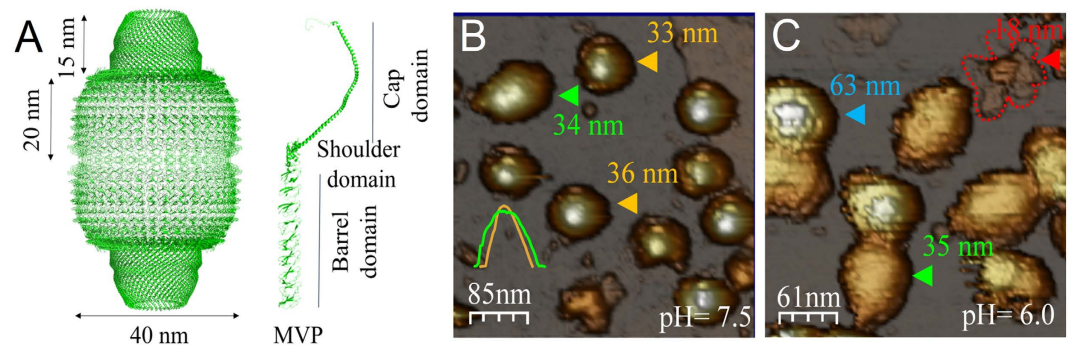 A
15 nm
20 nm
40 nm
Cap
domain
Shoulder
domain
Barrel
domain
MVP
B
33 nm
34 nm
36 nm
85nm
pH= 7.5
C
18 nm
63 nm
35 nm
61nm
pH= 6.0